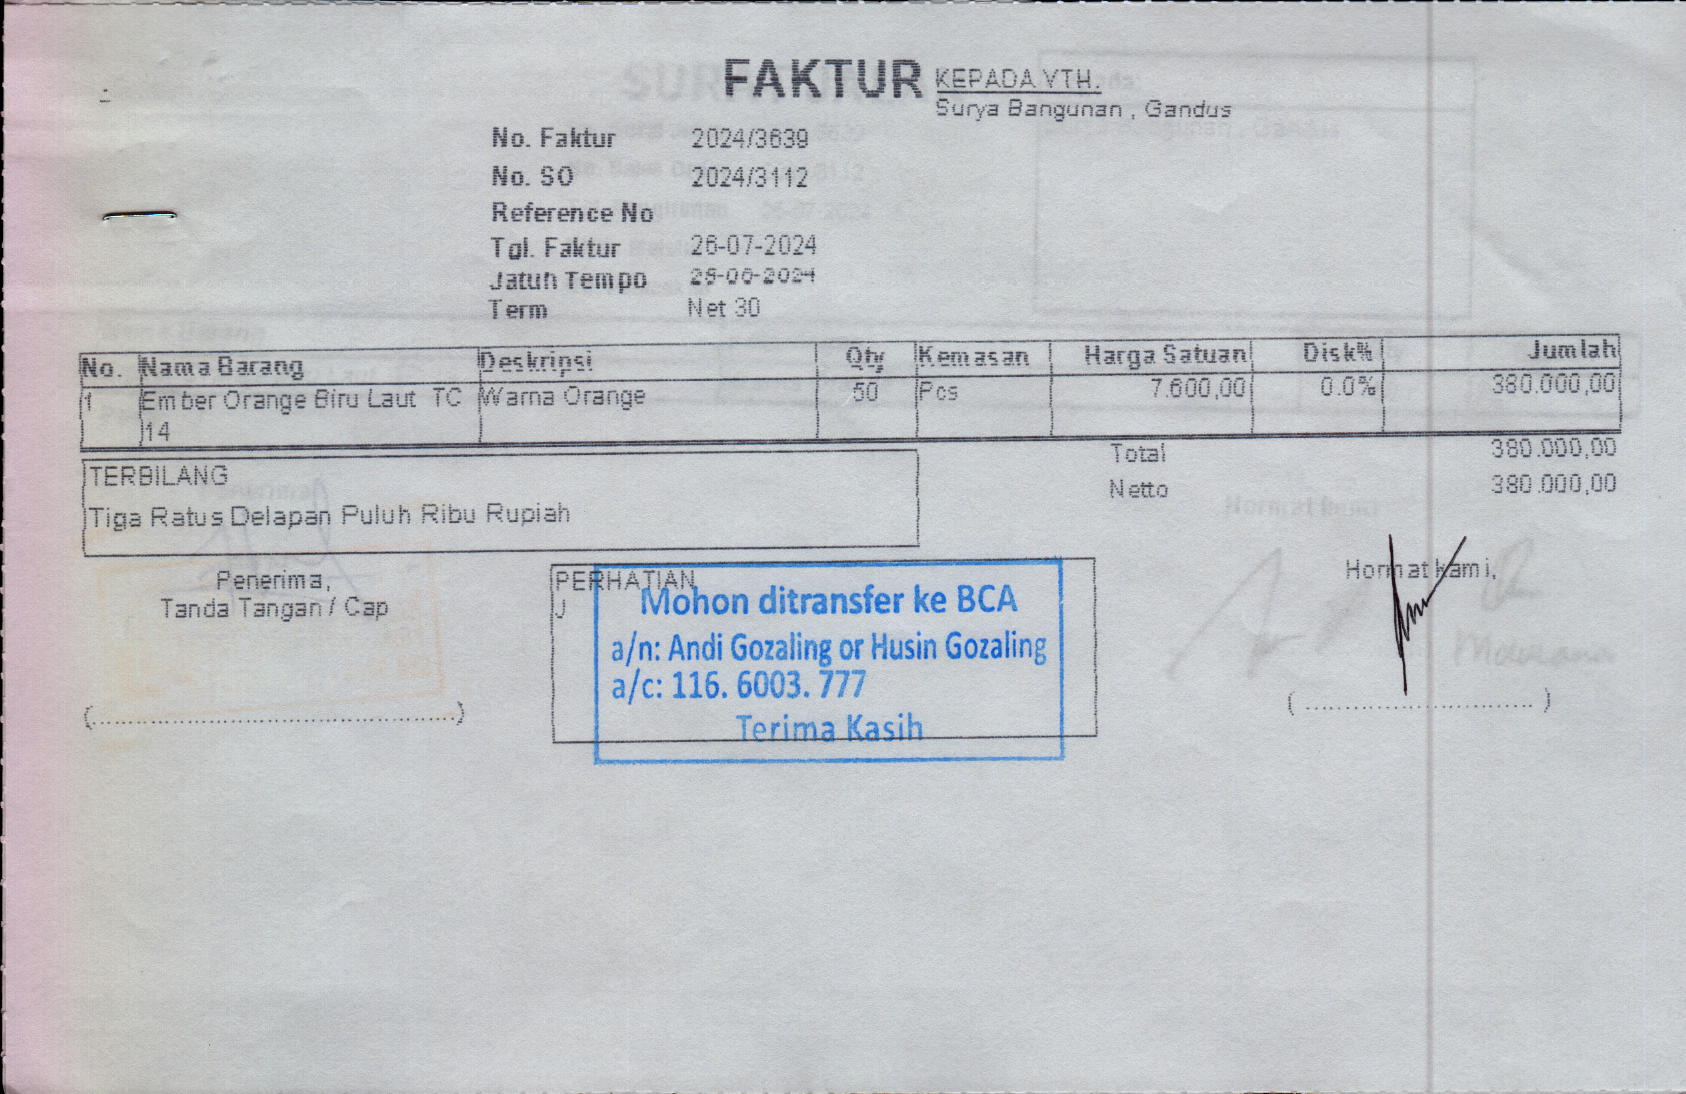 FAKTUR
KEPADA YTH.
Surya Bangunan , Gandus
No. Faktur 2024/3639
No. SO 2024/3112
Reference No
Tgl. Faktur 26-07-2024
Jatuh Tempo
Term Net 30
No. Nama Barang Deskripsi Qty Kemasan Harga Satuan Disk% Jumlah
1 Ember Orange Biru Laut TC Warna Orange 50 Pcs 7.600,00 0.0% 380.000,00
14
Total 380.000,00
Netto 380.000,00
TERBILANG
Tiga Ratus Delapan Puluh Ribu Rupiah
Penerima,
Tanda Tangan / Cap
(..................................................)
PERHATIAN
J
Mohon ditransfer ke BCA
a/n: Andi Gozaling or Husin Gozaling
a/c: 116. 6003. 777
Terima Kasih
Hormat kami,
( ............................... )